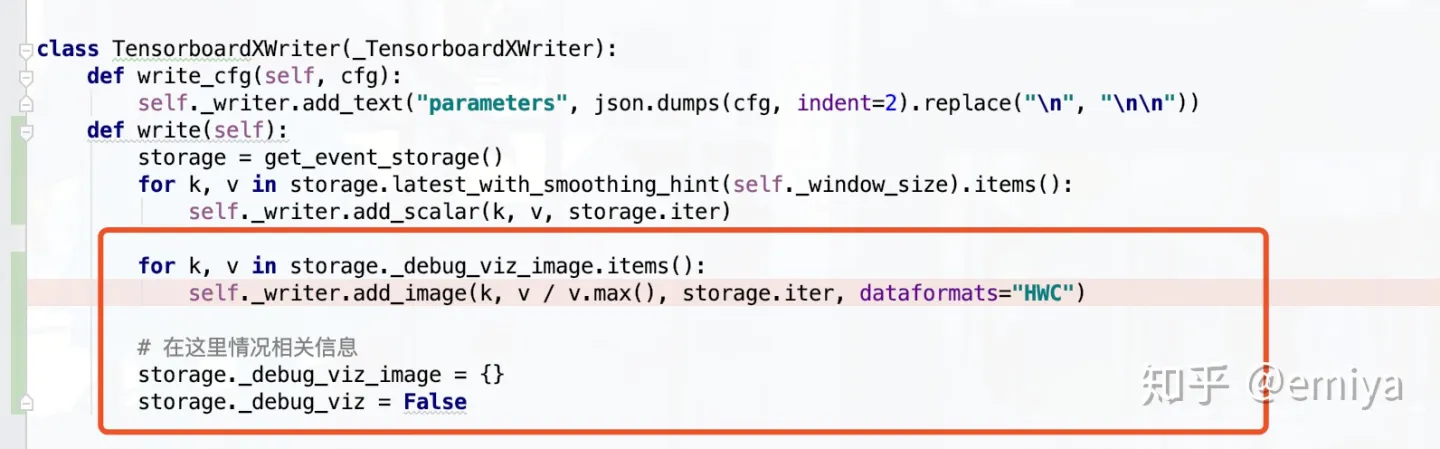 class TensorboardXWriter(_TensorboardXWriter):
    def write_cfg(self, cfg):
        self._writer.add_text("parameters", json.dumps(cfg, indent=2).replace("\n", "\n\n"))
    def write(self):
        storage = get_event_storage()
        for k, v in storage.latest_with_smoothing_hint(self._window_size).items():
            self._writer.add_scalar(k, v, storage.iter)

        for k, v in storage._debug_viz_image.items():
            self._writer.add_image(k, v / v.max(), storage.iter, dataformats="HWC")

        # 在这里情况相关信息
        storage._debug_viz_image = {}
        storage._debug_viz = False
知乎 @emiya